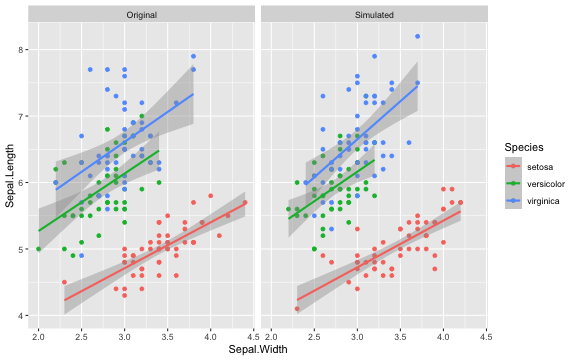 Original
Simulated
8
7
6
5
4
Sepal.Length
2.0 2.5 3.0 3.5 4.0 4.5
2.0 2.5 3.0 3.5 4.0 4.5
Sepal.Width
Species
setosa
versicolor
virginica